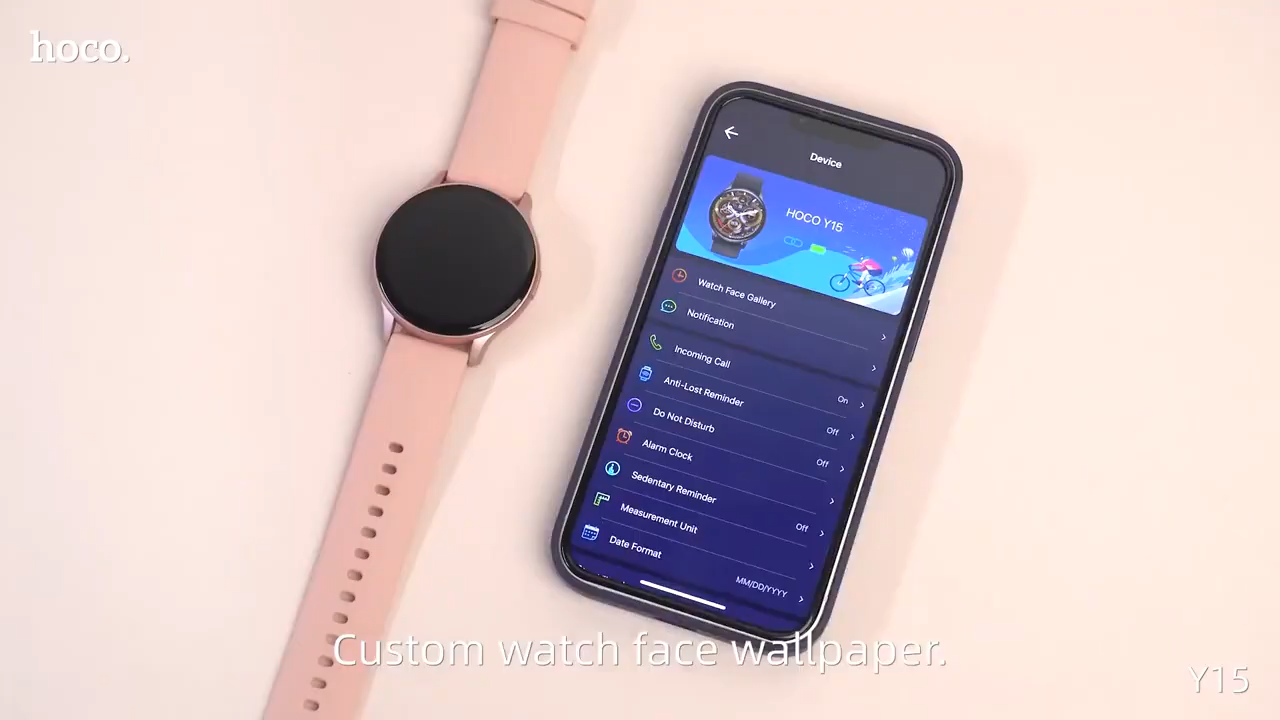 hoco.
Device
HOCO Y15
Watch Face Gallery
Notification
Incoming Call
On
Anti-Lost Reminder
Off
Do Not Disturb
Off
Alarm Clock
Sedentary Reminder
Off
Measurement Unit
Date Format
MM/DD/YYYY
Custom watch face wallpaper.
Y15